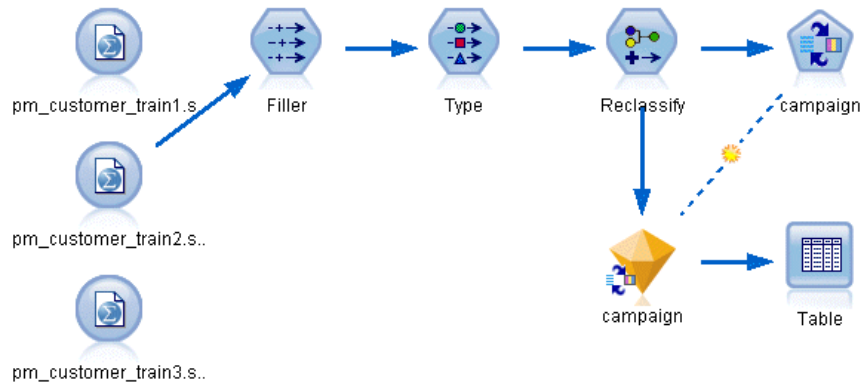 pm_customer_train1.s
Filler
Type
Reclassify
campaign
pm_customer_train2.s..
campaign
Table
pm_customer_train3.s..